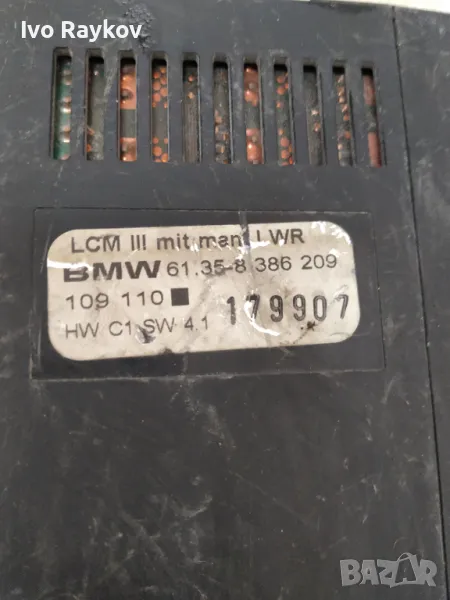 Ivo Raykov
LCM III mit man LWR
BMW 61.35-8 386 209
109 110 ■ 179907
HW C1 SW 4.1
BAZAR